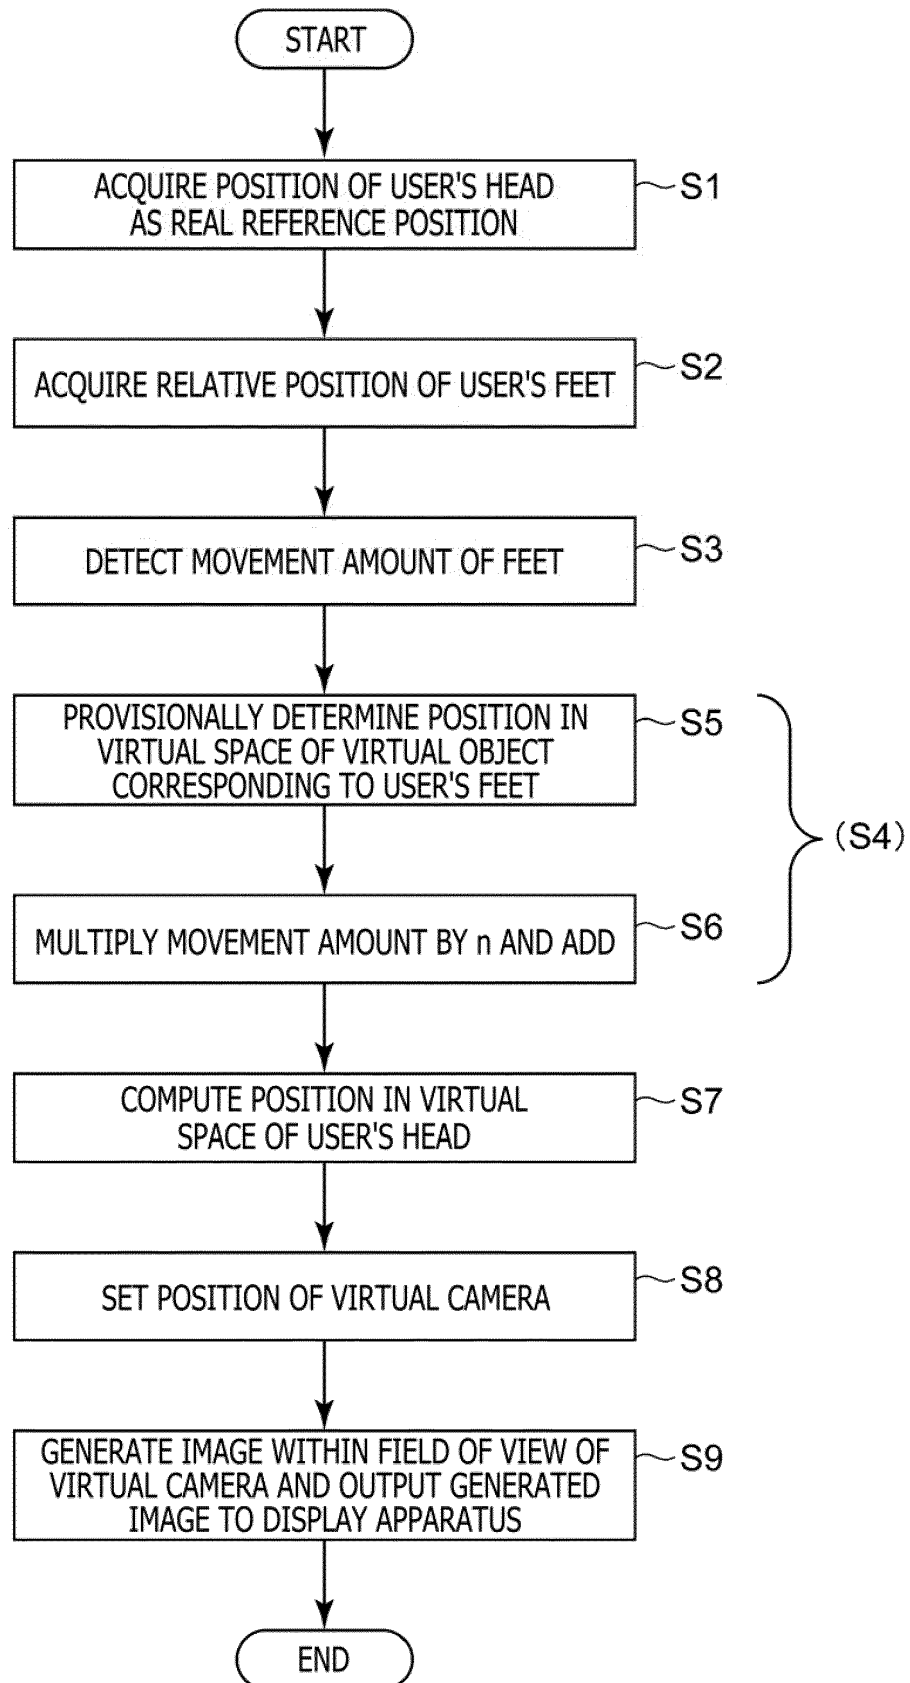 START
ACQUIRE POSITION OF USER'S HEAD
AS REAL REFERENCE POSITION
S1
ACQUIRE RELATIVE POSITION OF USER'S FEET
S2
DETECT MOVEMENT AMOUNT OF FEET
S3
PROVISIONALLY DETERMINE POSITION IN
VIRTUAL SPACE OF VIRTUAL OBJECT
CORRESPONDING TO USER'S FEET
S5
(S4)
MULTIPLY MOVEMENT AMOUNT BY n AND ADD
S6
COMPUTE POSITION IN VIRTUAL
SPACE OF USER'S HEAD
S7
SET POSITION OF VIRTUAL CAMERA
S8
GENERATE IMAGE WITHIN FIELD OF VIEW OF
VIRTUAL CAMERA AND OUTPUT GENERATED
IMAGE TO DISPLAY APPARATUS
S9
END